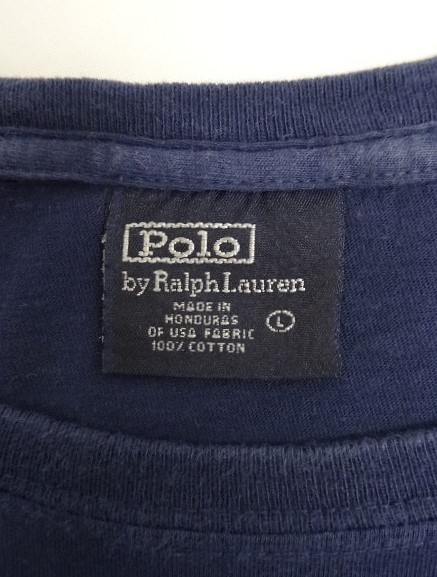 Polo
by Ralph Lauren
MADE IN
HONDURAS
OF USA FABRIC
100% COTTON
L